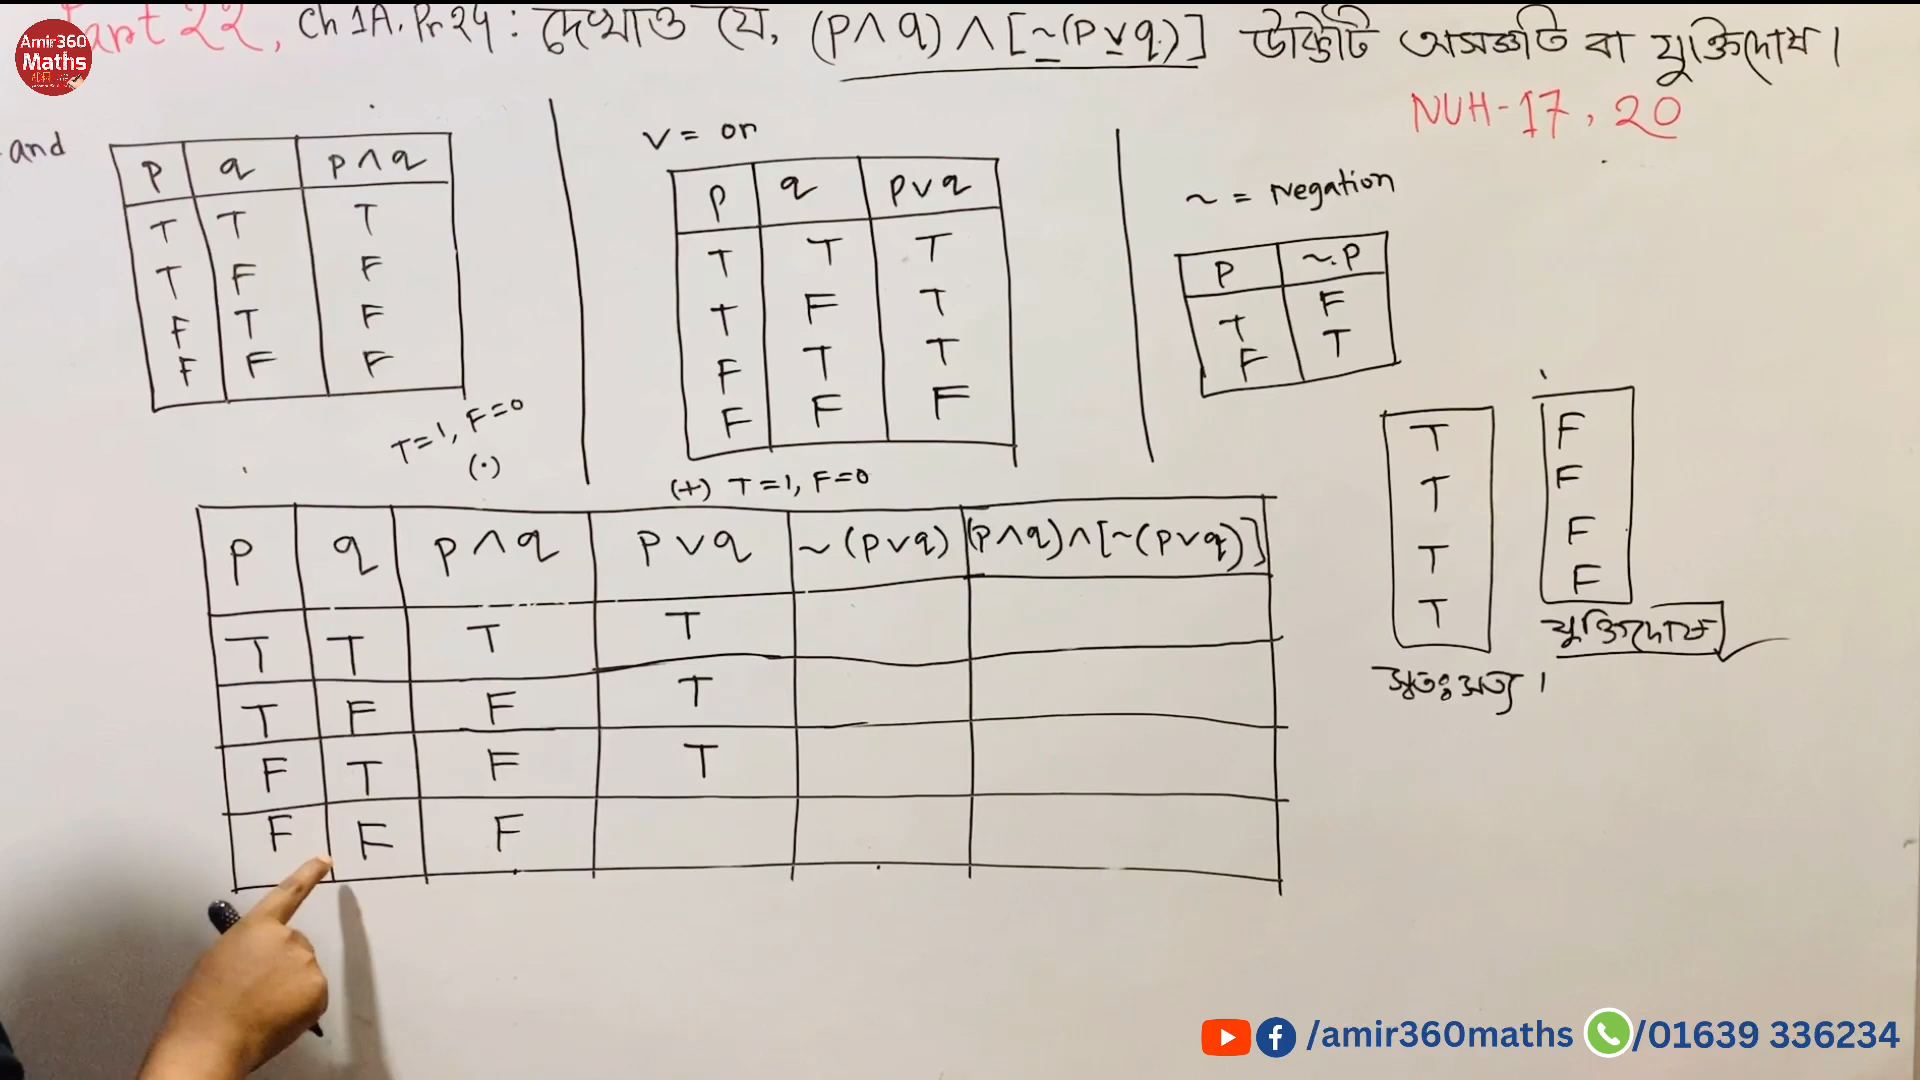 Amir360
Maths
Part 22, Ch 1A, Pr 24 : দেখাও যে, (p ∧ q) ∧ [~(p ∨ q)] উক্তিটি অসঙ্গতি বা যুক্তিদোষ।
NUH-17, 20
and
p q p ∧ q
T T T
T F F
F T F
F F F
T=1, F=0
(·)
∨ = or
p q p ∨ q
T T T
T F T
F T T
F F F
(+) T=1, F=0
~ = Negation
p ~p
T F
F T
T
T
T
T
স্বতঃসত্য।
F
F
F
F
যুক্তিদোষ
p q p ∧ q p ∨ q ~(p ∨ q) (p ∧ q) ∧ [~(p ∨ q)]
T T T T
T F F T
F T F T
F F F
/amir360maths /01639 336234